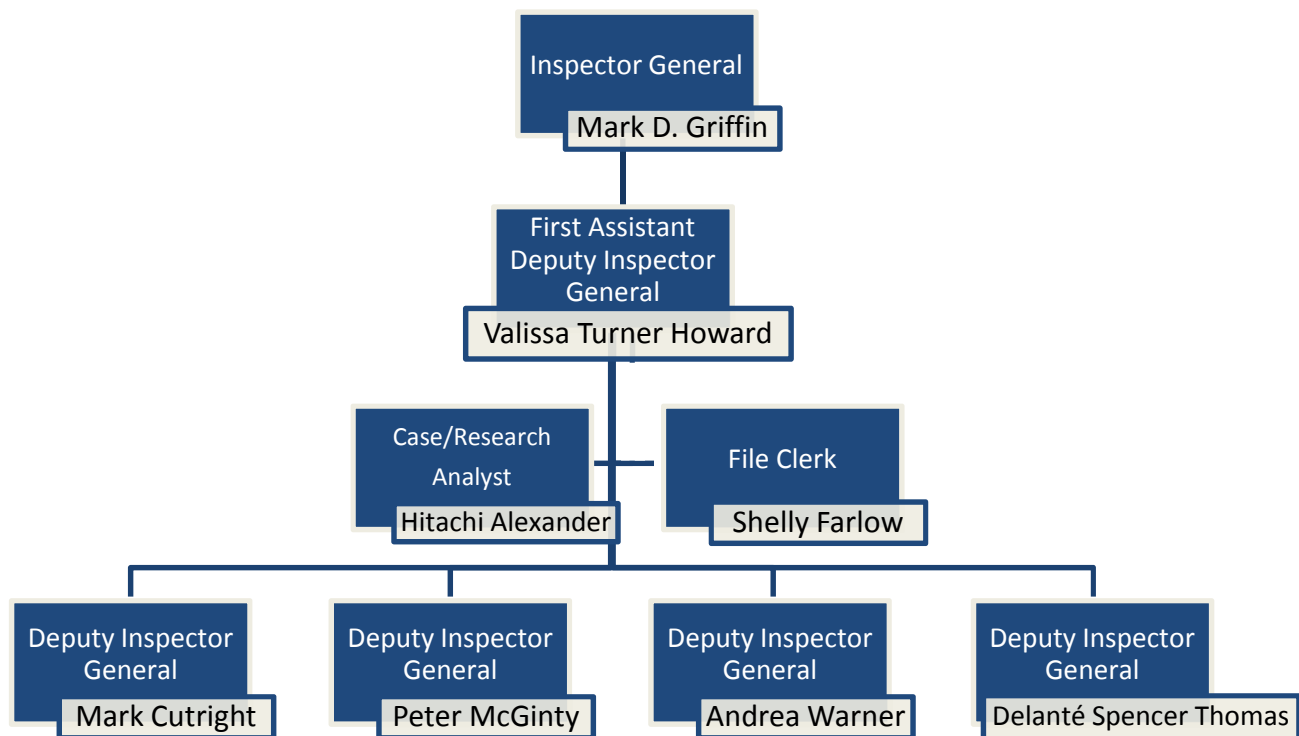 Inspector General
Mark D. Griffin
First Assistant
Deputy Inspector
General
Valissa Turner Howard
Case/Research
Analyst
Hitachi Alexander
File Clerk
Shelly Farlow
Deputy Inspector
General
Mark Cutright
Deputy Inspector
General
Peter McGinty
Deputy Inspector
General
Andrea Warner
Deputy Inspector
General
Delanté Spencer Thomas